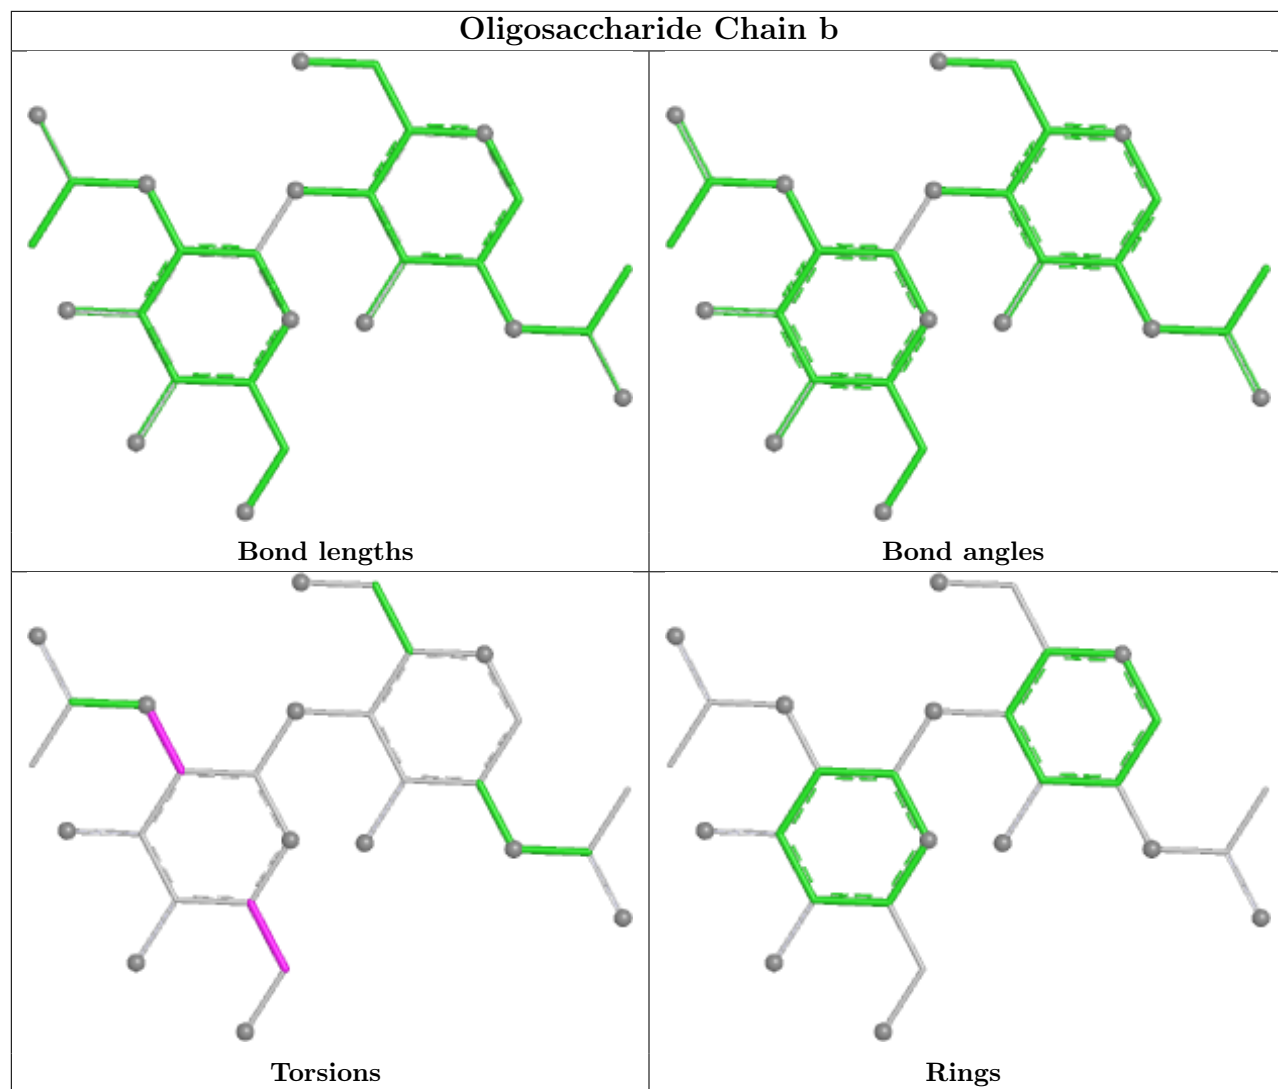 Oligosaccharide Chain b
Bond lengths
Bond angles
Torsions
Rings